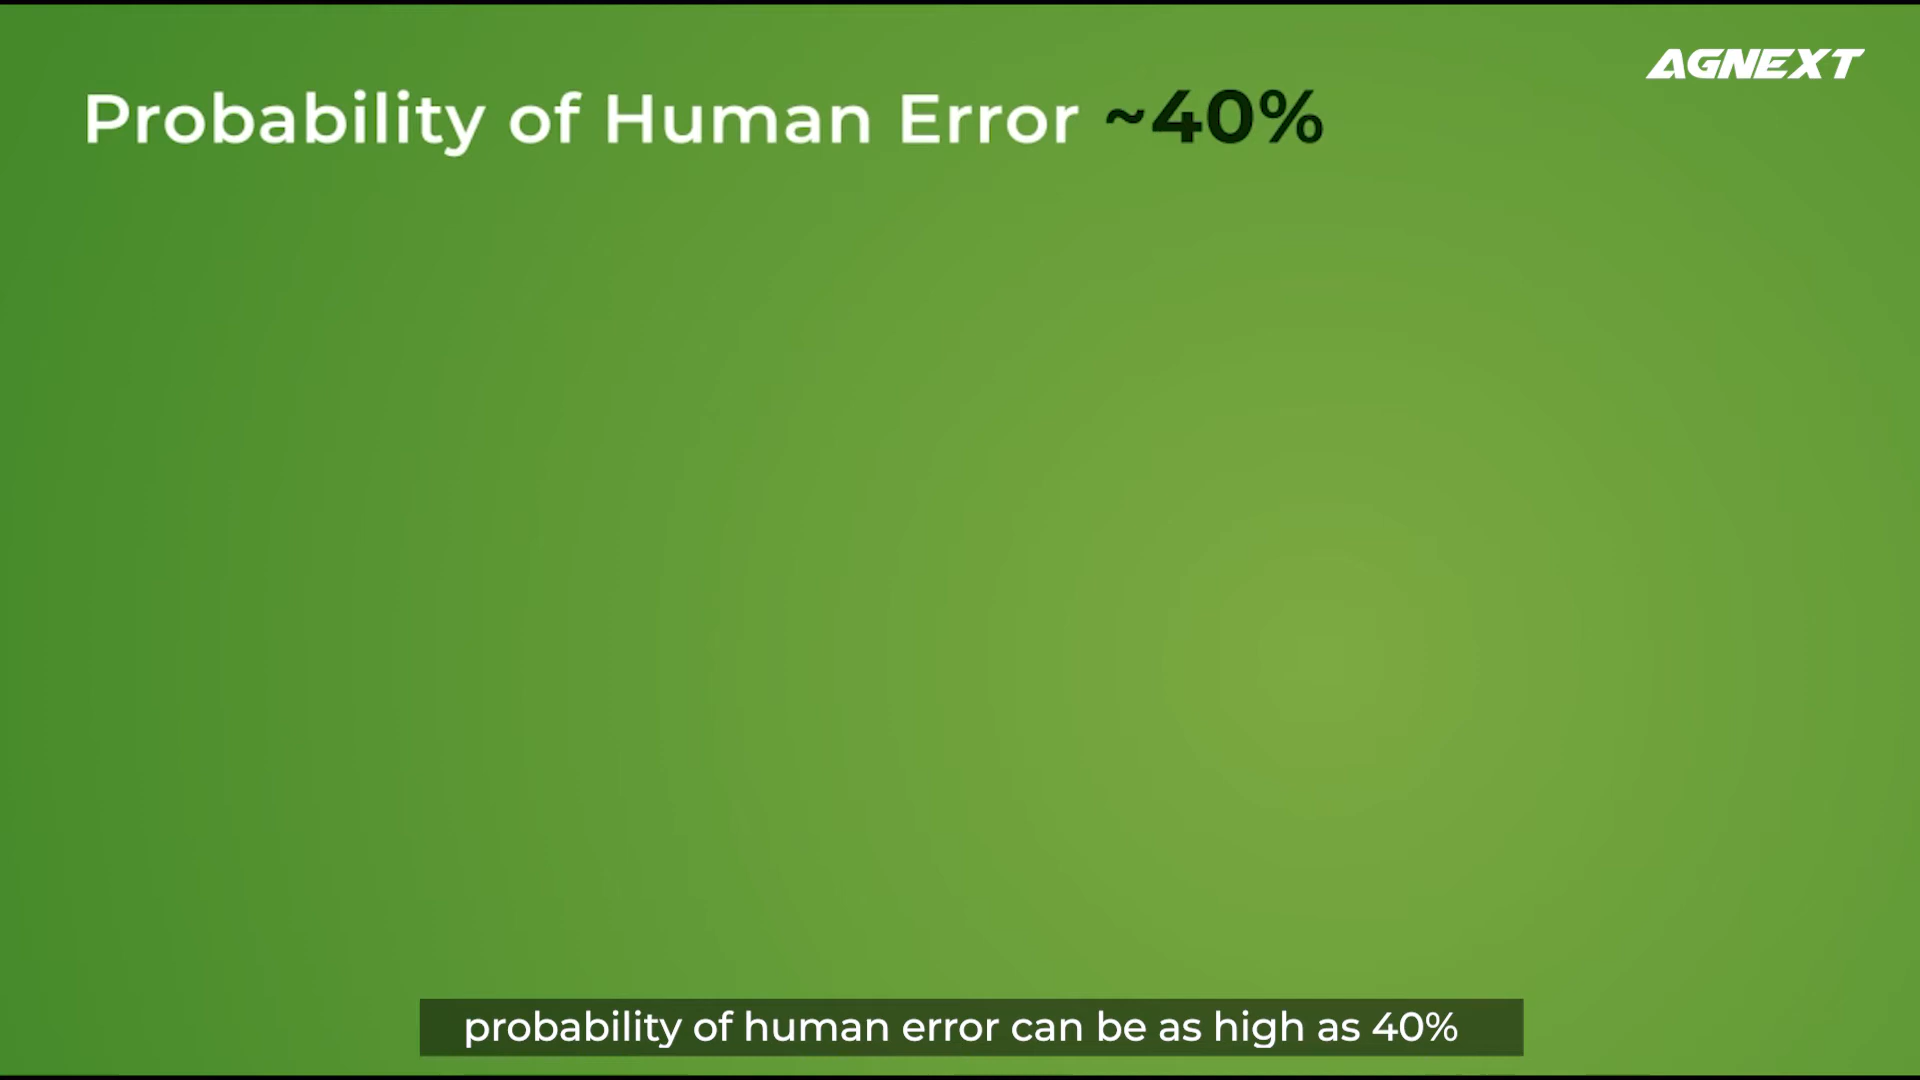 AGNEXT
Probability of Human Error ~40%
probability of human error can be as high as 40%